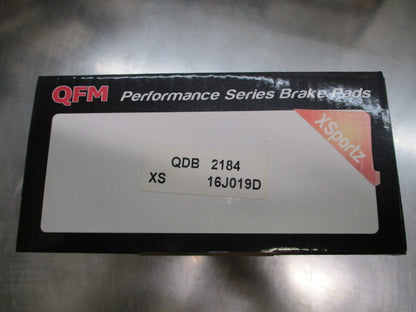 QFM Performance Series Brake Pads
XSportz
QDB 2184
XS 16J019D